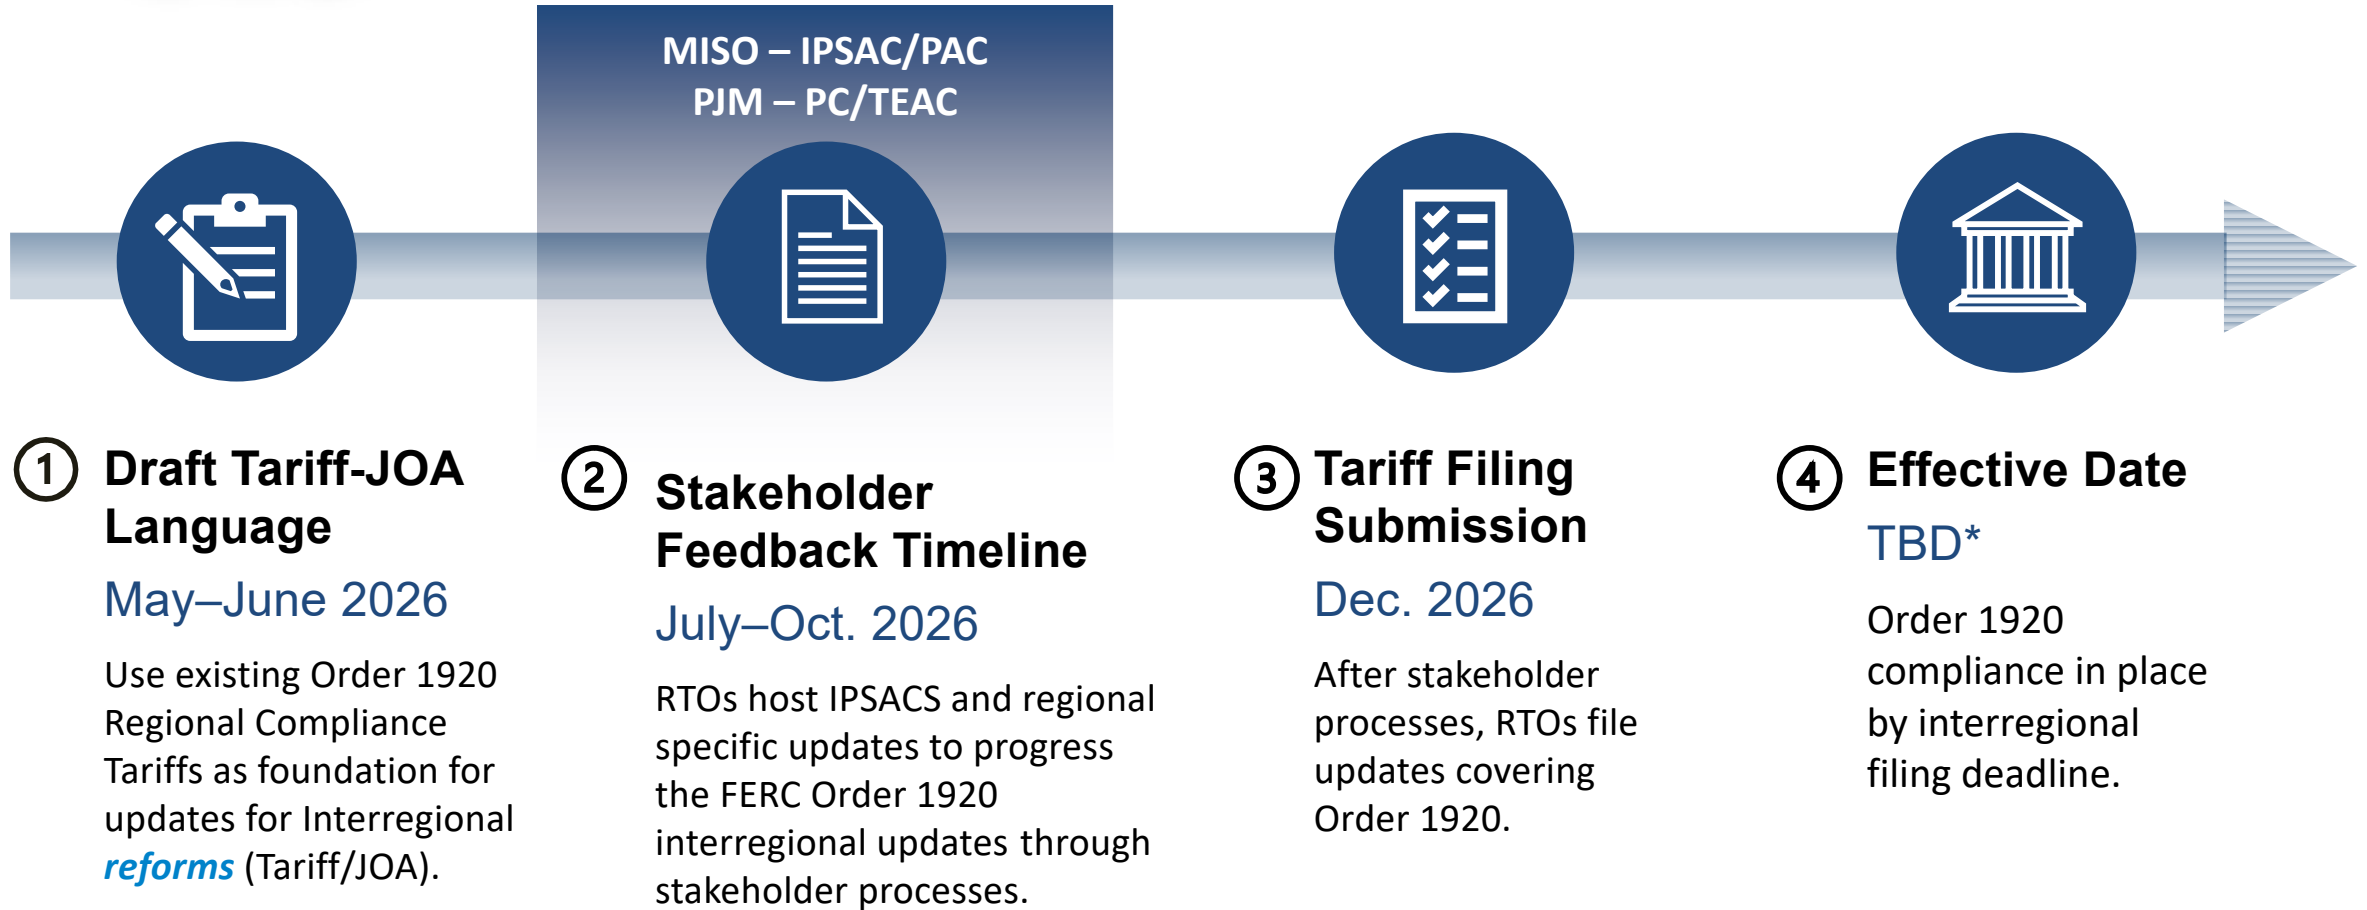 MISO – IPSAC/PAC
PJM – PC/TEAC
1
Draft Tariff-JOA
Language
May–June 2026
Use existing Order 1920
Regional Compliance
Tariffs as foundation for
updates for Interregional
reforms (Tariff/JOA).
2
Stakeholder
Feedback Timeline
July–Oct. 2026
RTOs host IPSACS and regional
specific updates to progress
the FERC Order 1920
interregional updates through
stakeholder processes.
3
Tariff Filing
Submission
Dec. 2026
After stakeholder
processes, RTOs file
updates covering
Order 1920.
4
Effective Date
TBD*
Order 1920
compliance in place
by interregional
filing deadline.